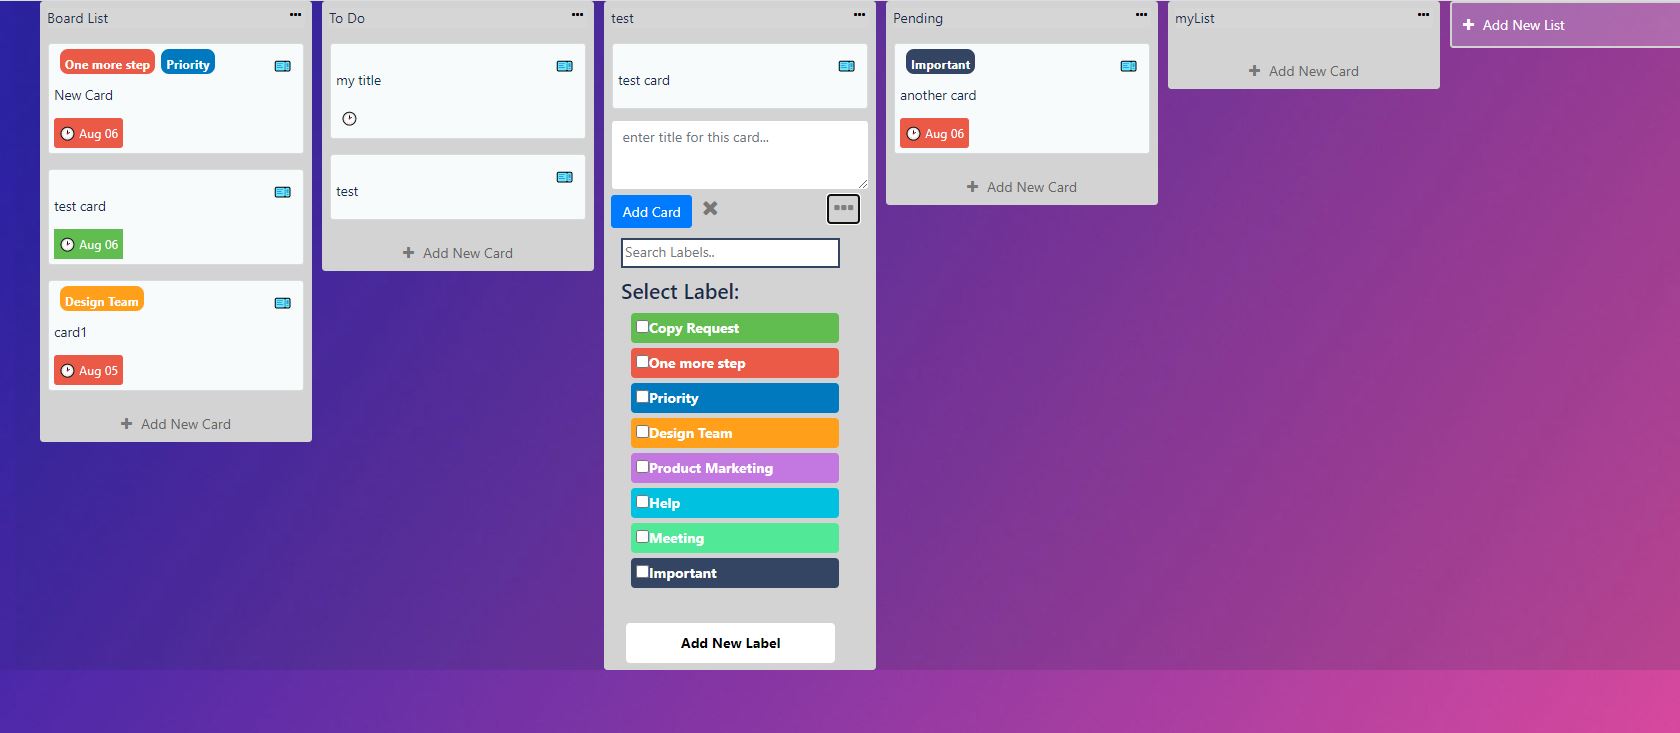 Board List
One more step Priority
New Card
Aug 06
test card
Aug 06
Design Team
card1
Aug 05
Add New Card
To Do
my title
test
Add New Card
test
test card
enter title for this card...
Add Card
Search Labels..
Select Label:
Copy Request
One more step
Priority
Design Team
Product Marketing
Help
Meeting
Important
Add New Label
Pending
Important
another card
Aug 06
Add New Card
myList
Add New Card
Add New List